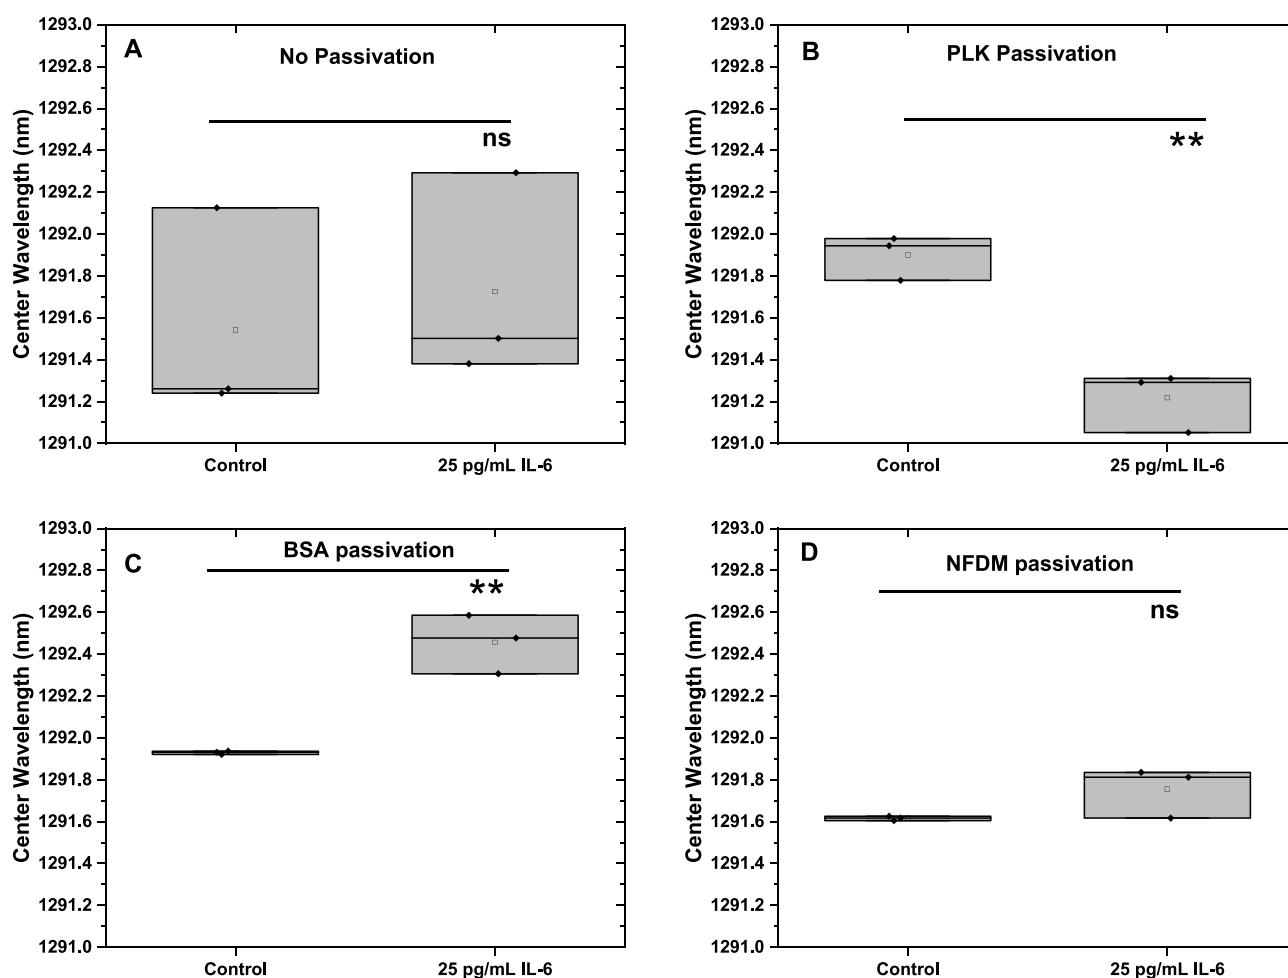 A
No Passivation
ns
Center Wavelength (nm)
1293.0
1292.8
1292.6
1292.4
1292.2
1292.0
1291.8
1291.6
1291.4
1291.2
1291.0
Control
25 pg/mL IL-6
B
PLK Passivation
**
Center Wavelength (nm)
1293.0
1292.8
1292.6
1292.4
1292.2
1292.0
1291.8
1291.6
1291.4
1291.2
1291.0
Control
25 pg/mL IL-6
C
BSA passivation
**
Center Wavelength (nm)
1293.0
1292.8
1292.6
1292.4
1292.2
1292.0
1291.8
1291.6
1291.4
1291.2
1291.0
Control
25 pg/mL IL-6
D
NFDM passivation
ns
Center Wavelength (nm)
1293.0
1292.8
1292.6
1292.4
1292.2
1292.0
1291.8
1291.6
1291.4
1291.2
1291.0
Control
25 pg/mL IL-6